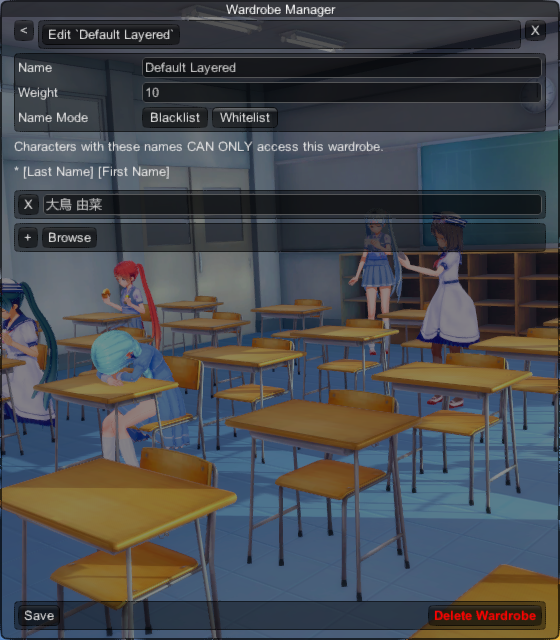 Wardrobe Manager
< Edit `Default Layered` X
Name Default Layered
Weight 10
Name Mode Blacklist Whitelist
Characters with these names CAN ONLY access this wardrobe.
* [Last Name] [First Name]
X 大鳥 由菜
+ Browse
Save Delete Wardrobe